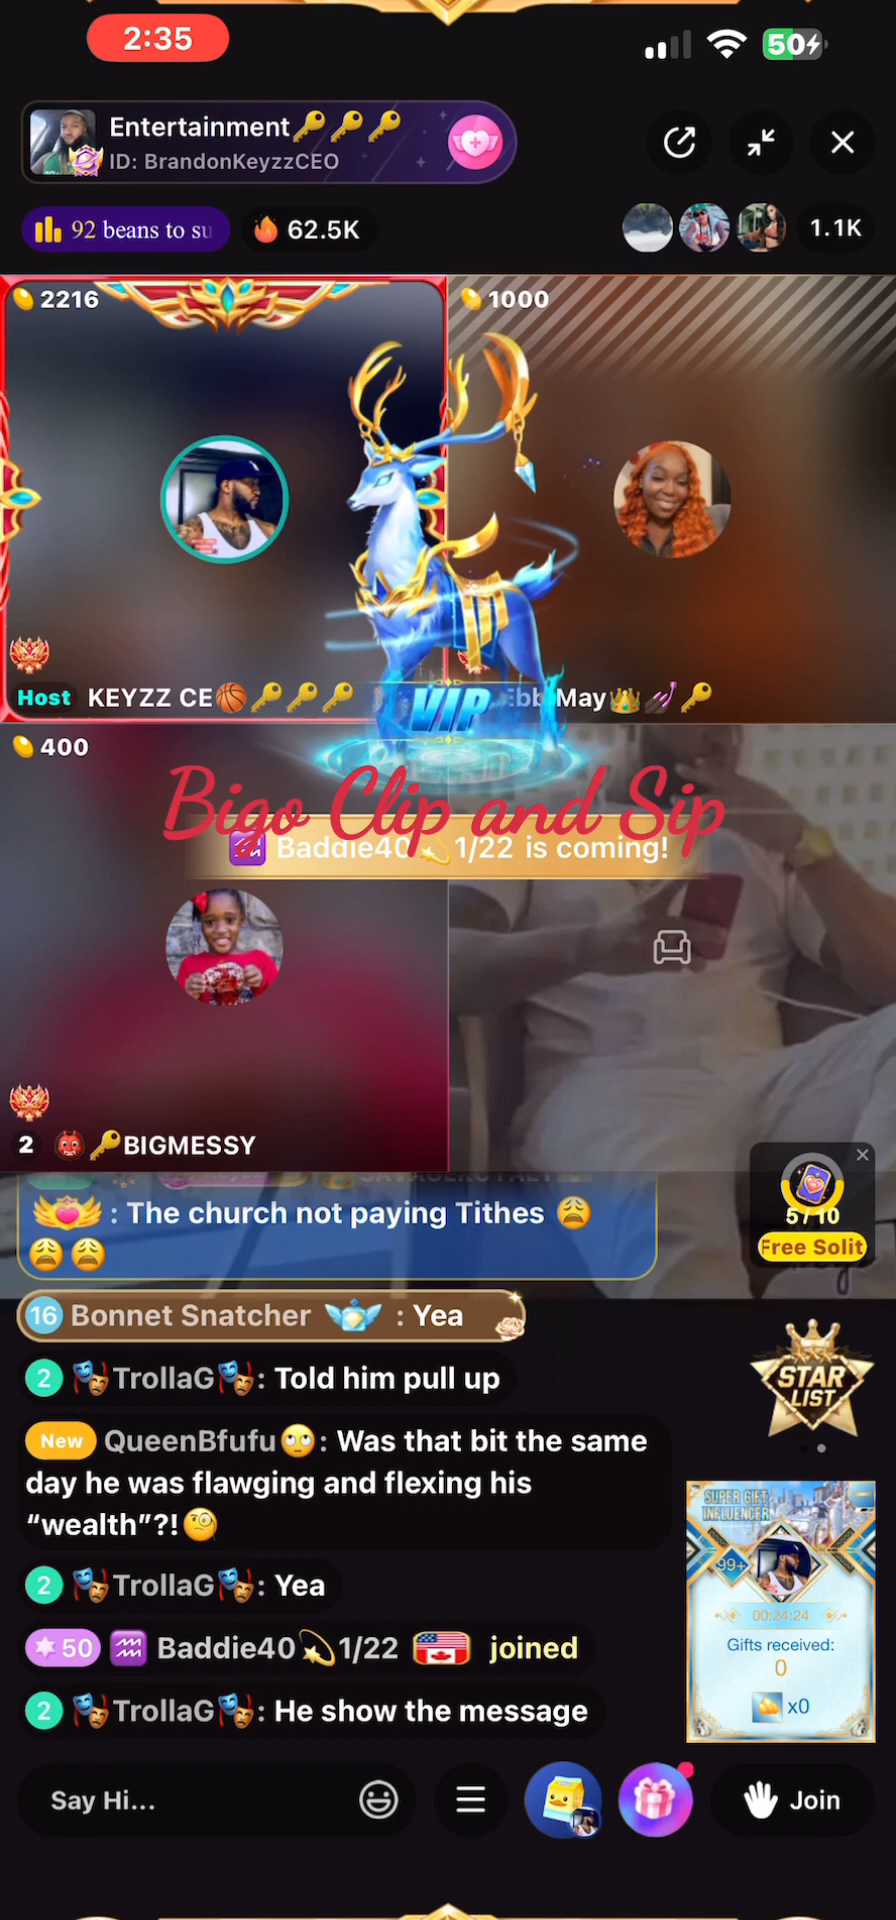 2:35
50
Entertainment🔑🔑🔑
ID: BrandonKeyzzCEO
92 beans to su
62.5K
1.1K
2216
1000
Host KEYZZ CE🏀🔑🔑🔑
VIP
May👑💅🔑
400
Bigo Clip and Sip
♒ Baddie40💫1/22 is coming!
2 👹🔑BIGMESSY
5/10
Free Solit
: The church not paying Tithes 😩
😩😩
16 Bonnet Snatcher : Yea
2 🎭TrollaG🎭: Told him pull up
STAR
LIST
New QueenBfufu🙄: Was that bit the same
day he was flawging and flexing his
“wealth”?!🧐
SUPER GIFT
INFLUENCER
99+
2 🎭TrollaG🎭: Yea
00:24:24
Gifts received:
0
50 ♒ Baddie40💫1/22 joined
x0
2 🎭TrollaG🎭: He show the message
Say Hi...
Join